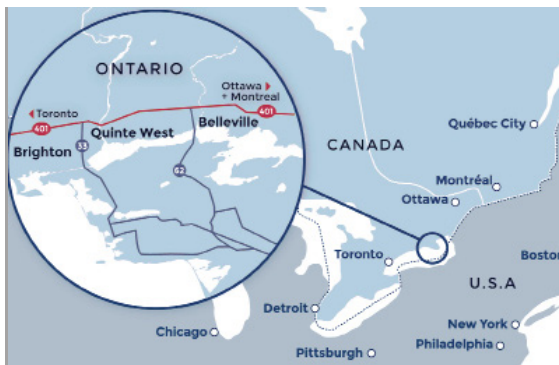 ONTARIO
Toronto
Ottawa
+ Montreal
401
401
Quinte West
Belleville
Brighton
33
62
CANADA
Québec City
Montréal
Ottawa
Toronto
Boston
U.S.A
Detroit
Chicago
New York
Philadelphia
Pittsburgh